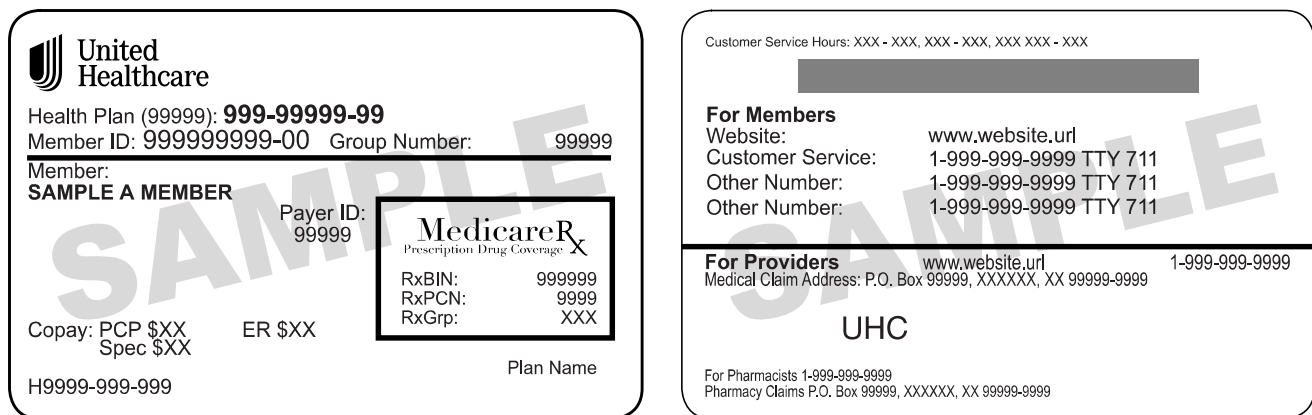 United
Healthcare
Health Plan (99999): 999-99999-99
Member ID: 999999999-00 Group Number: 99999
Member:
SAMPLE A MEMBER
Payer ID:
99999
MedicareRx
Prescription Drug Coverage
RxBIN: 999999
RxPCN: 9999
RxGrp: XXX
Copay: PCP $XX ER $XX
Spec $XX
Plan Name
H9999-999-999
SAMPLE
Customer Service Hours: XXX - XXX, XXX - XXX, XXX XXX - XXX
For Members
Website: www.website.url
Customer Service: 1-999-999-9999 TTY 711
Other Number: 1-999-999-9999 TTY 711
Other Number: 1-999-999-9999 TTY 711
For Providers www.website.url 1-999-999-9999
Medical Claim Address: P.O. Box 99999, XXXXXX, XX 99999-9999
UHC
For Pharmacists 1-999-999-9999
Pharmacy Claims P.O. Box 99999, XXXXXX, XX 99999-9999
SAMPLE